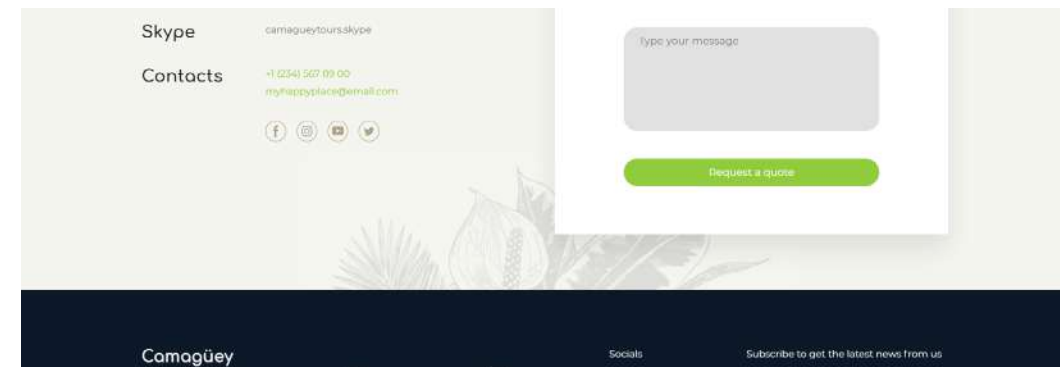 Skype
camagueytours.skype
Contacts
+1 (234) 567 89 00
myhappyplace@email.com
Type your message
Request a quote
Camagüey
Socials
Subscribe to get the latest news from us